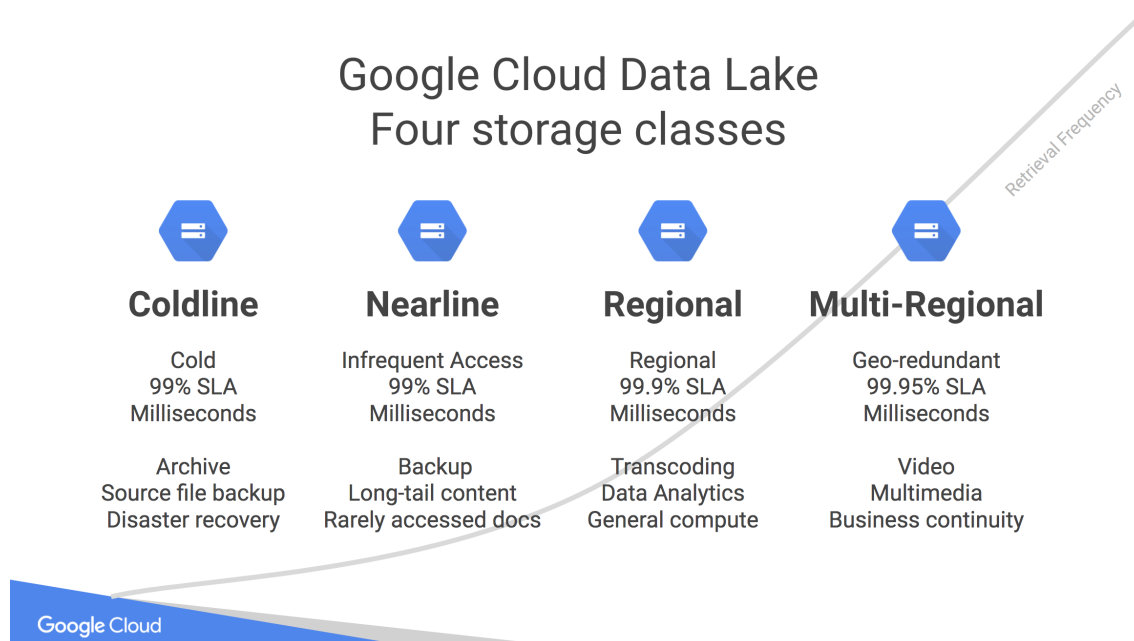 Google Cloud Data Lake
Four storage classes
Retrieval Frequency
Coldline
Cold
99% SLA
Milliseconds
Archive
Source file backup
Disaster recovery
Nearline
Infrequent Access
99% SLA
Milliseconds
Backup
Long-tail content
Rarely accessed docs
Regional
Regional
99.9% SLA
Milliseconds
Transcoding
Data Analytics
General compute
Multi-Regional
Geo-redundant
99.95% SLA
Milliseconds
Video
Multimedia
Business continuity
Google Cloud